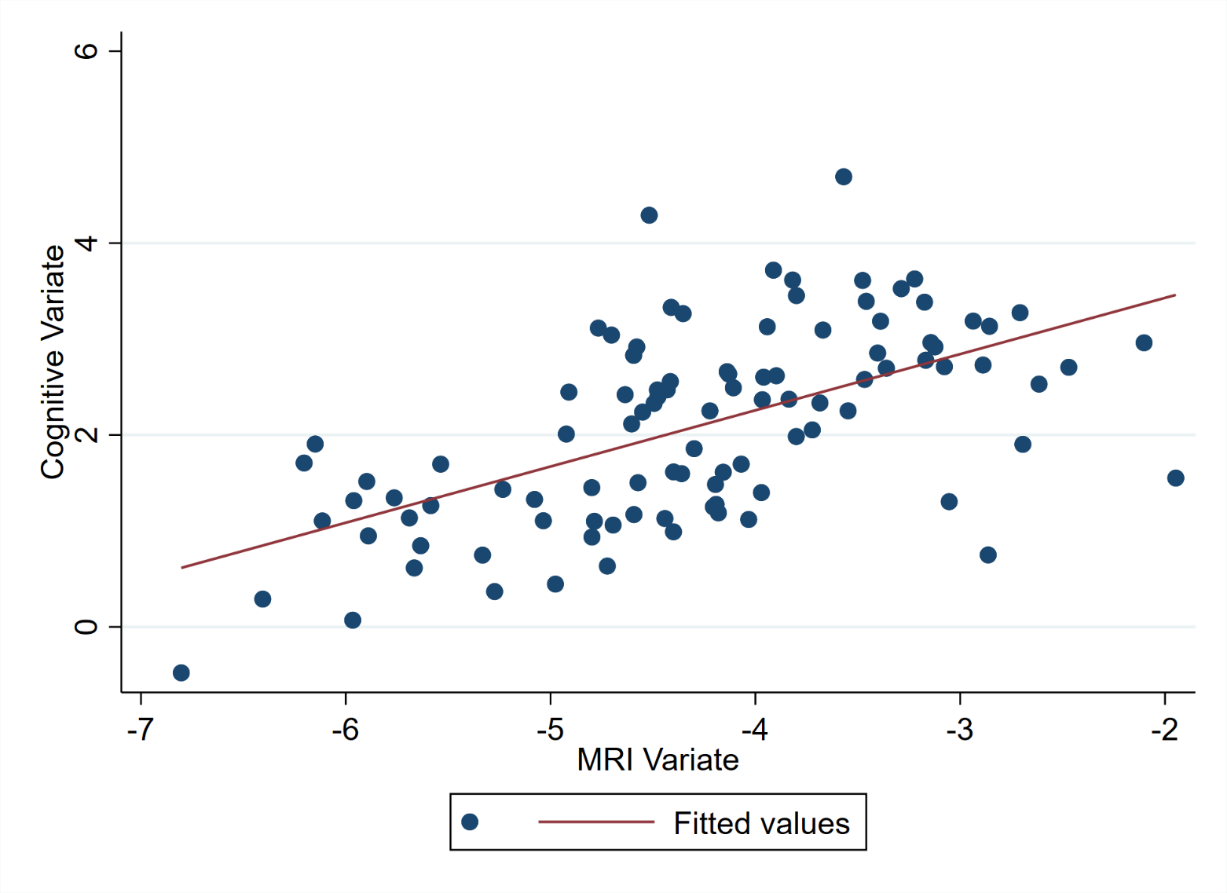 6
4
2
0
Cognitive Variate
-7 -6 -5 -4 -3 -2
MRI Variate
Fitted values